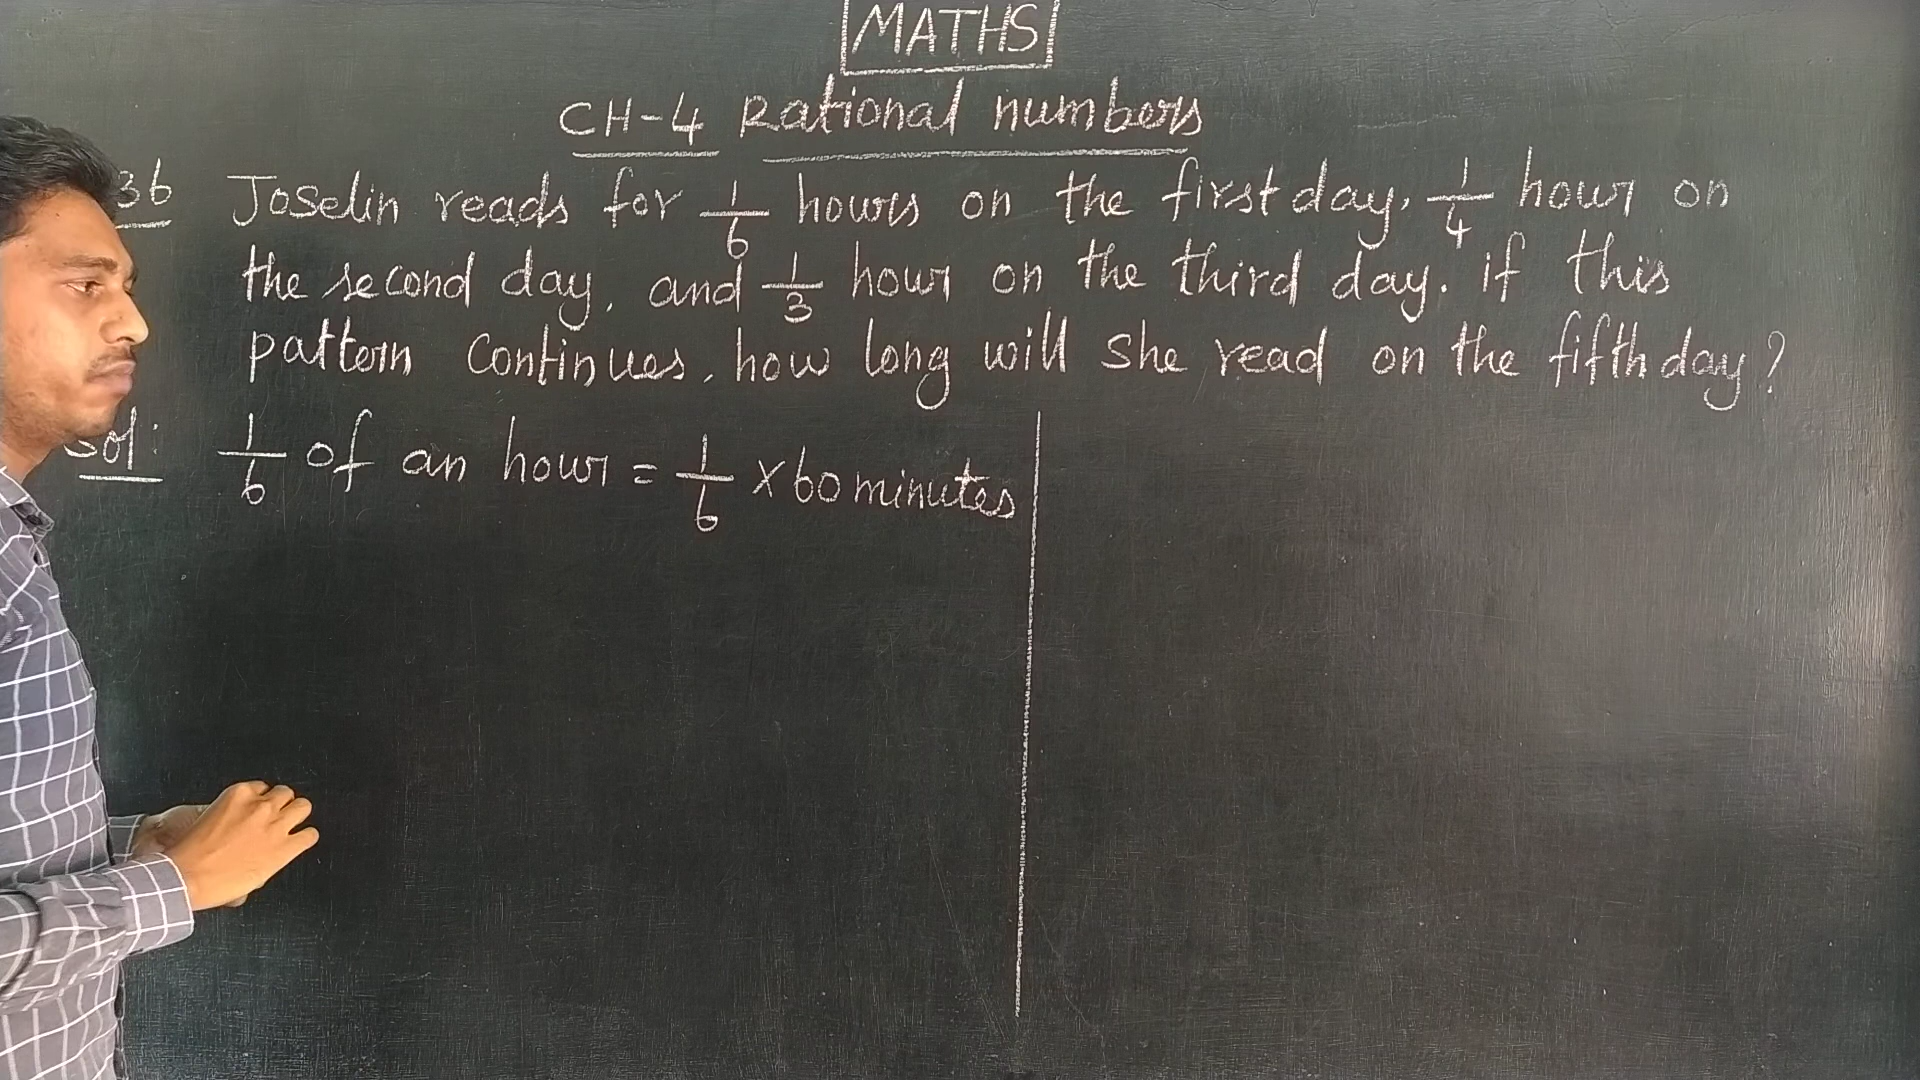 MATHS
CH-4 Rational numbers
36 Joselin reads for 1/6 hours on the first day, 1/4 hour on
the second day, and 1/3 hour on the third day. if this
pattern continues, how long will she read on the fifth day?
Sol: 1/6 of an hour = 1/6 × 60 minutes